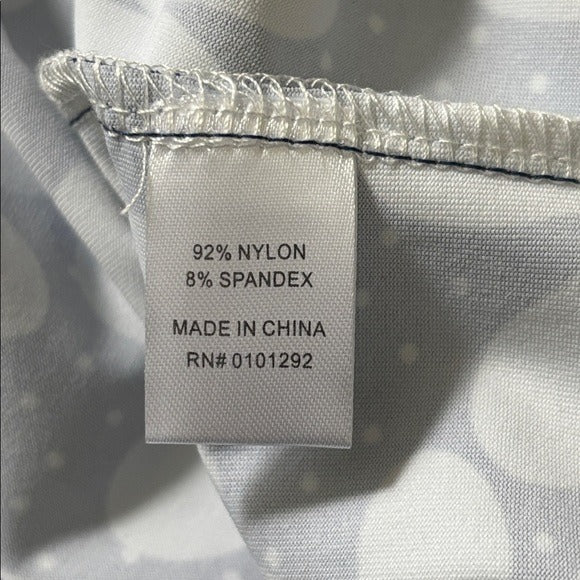 92% NYLON
8% SPANDEX
MADE IN CHINA
RN# 0101292